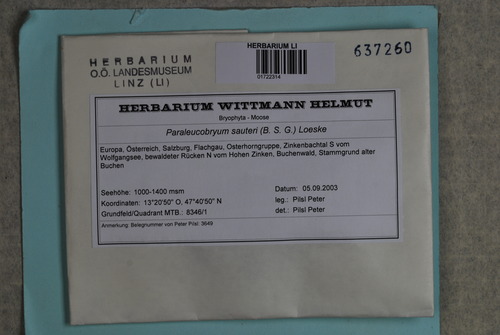 HERBARIUM
O.Ö. LANDESMUSEUM
LINZ (LI)
HERBARIUM LI
01722314
637260
HERBARIUM WITTMANN HELMUT
Bryophyta - Moose
Paraleucobryum sauteri (B. S. G.) Loeske
Europa, Österreich, Salzburg, Flachgau, Osterhorngruppe, Zinkenbachtal S vom
Wolfgangsee, bewaldeter Rücken N vom Hohen Zinken, Buchenwald, Stammgrund alter
Buchen
Seehöhe: 1000-1400 msm
Datum: 05.09.2003
Koordinaten: 13°20'50" O, 47°40'50" N
leg.: Pilsl Peter
Grundfeld/Quadrant MTB.: 8346/1
det.: Pilsl Peter
Anmerkung: Belegnummer von Peter Pilsl: 3649